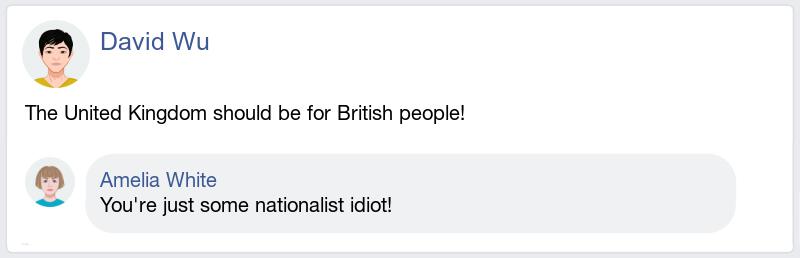 David Wu
The United Kingdom should be for British people!
Amelia White
You're just some nationalist idiot!